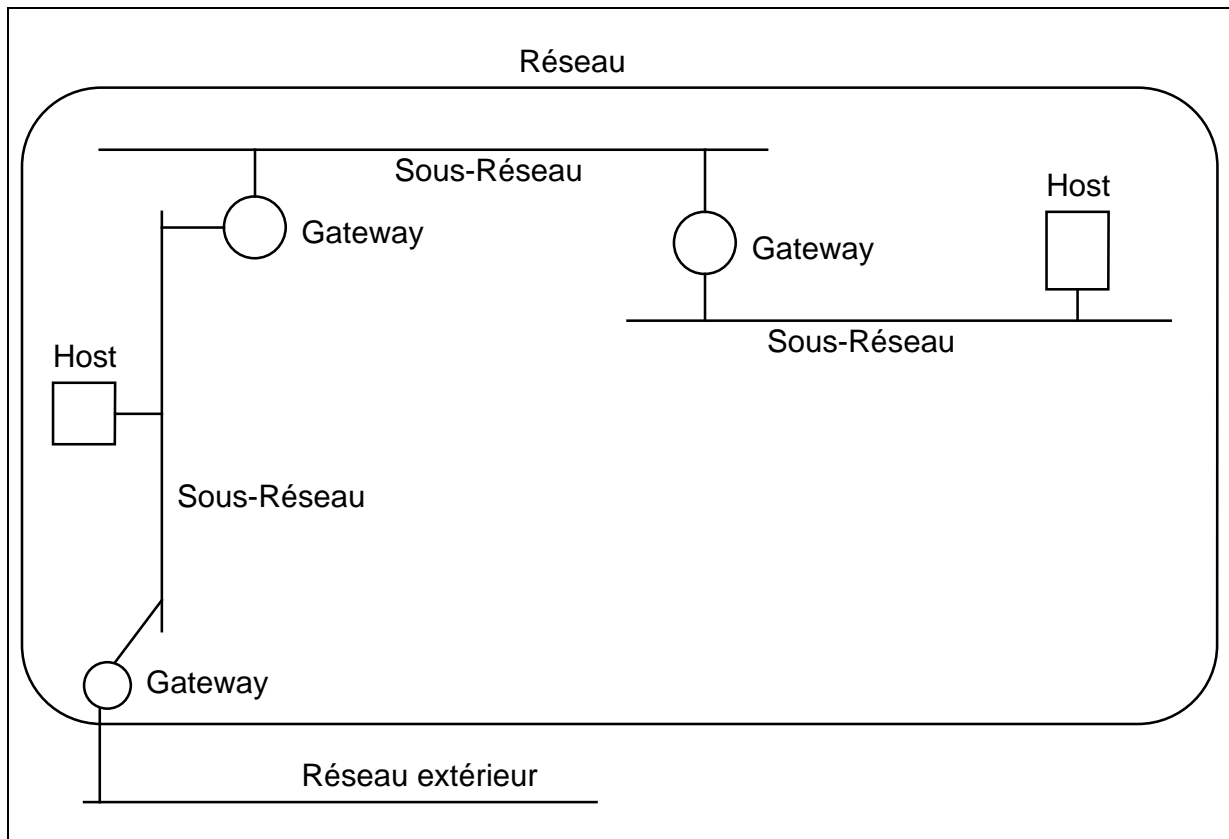 Réseau
Sous-Réseau
Host
Gateway
Gateway
Sous-Réseau
Host
Sous-Réseau
Gateway
Réseau extérieur